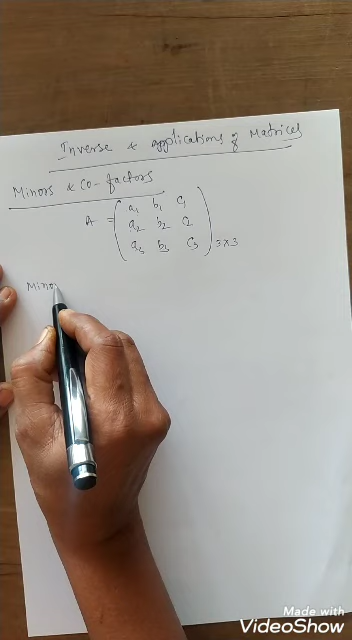 Inverse & applications of Matrices
Minors & Co-factors
A = ( a₁ b₁ c₁
a₂ b₂ c₂
a₃ b₃ c₃ ) 3×3
Mino
Made with
VideoShow